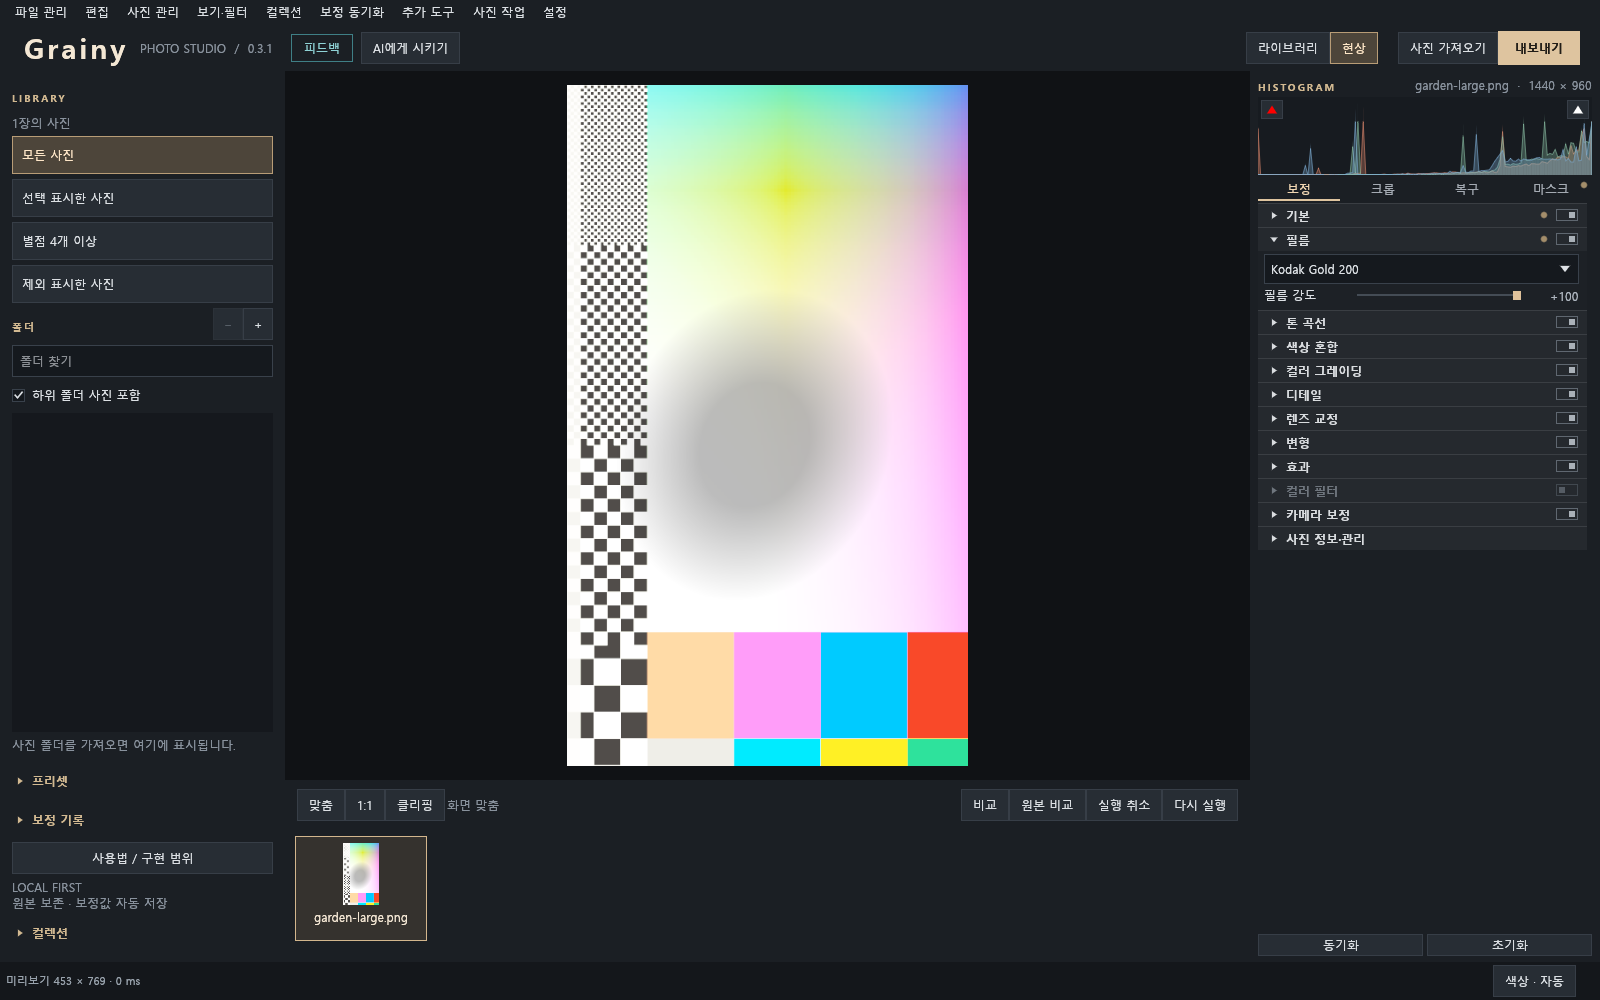 파일 관리 편집 사진 관리 보기·필터 컬렉션 보정 동기화 추가 도구 사진 작업 설정
Grainy PHOTO STUDIO / 0.3.1 피드백 AI에게 시키기 라이브러리 현상 사진 가져오기 내보내기
LIBRARY
1장의 사진
모든 사진
선택 표시한 사진
별점 4개 이상
제외 표시한 사진
폴더 − +
폴더 찾기
하위 폴더 사진 포함
사진 폴더를 가져오면 여기에 표시됩니다.
프리셋
보정 기록
사용법 / 구현 범위
LOCAL FIRST
원본 보존 · 보정값 자동 저장
컬렉션
맞춤 1:1 클리핑 화면 맞춤 비교 원본 비교 실행 취소 다시 실행
garden-large.png
HISTOGRAM garden-large.png · 1440 × 960
보정 크롭 복구 마스크
기본
필름
Kodak Gold 200
필름 강도 +100
톤 곡선
색상 혼합
컬러 그레이딩
디테일
렌즈 교정
변형
효과
컬러 필터
카메라 보정
사진 정보·관리
동기화 초기화
미리보기 453 × 769 · 0 ms 색상 · 자동